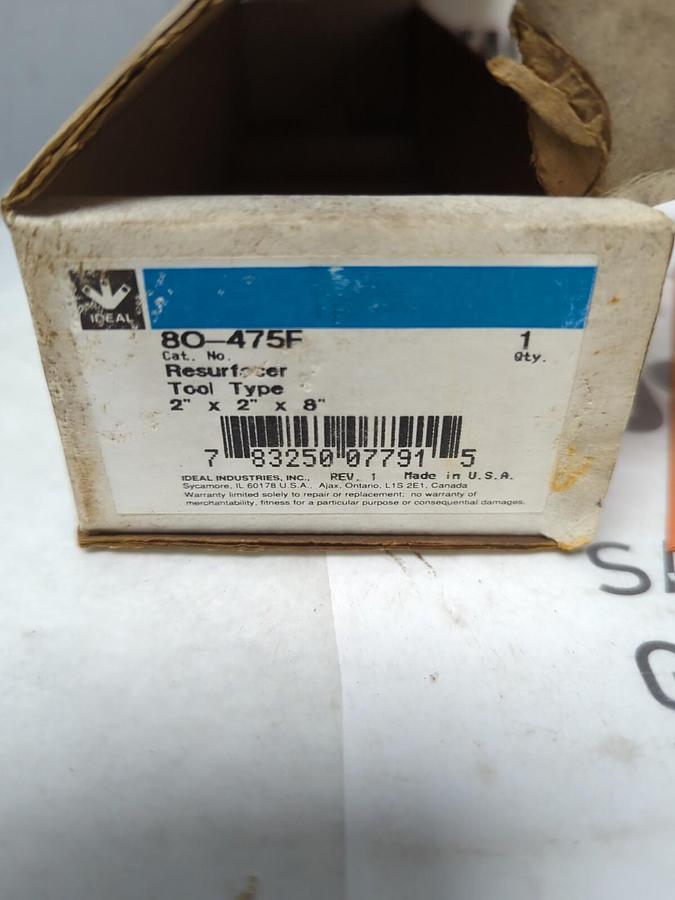 IDEAL
80-475F 1
Cat. No. Qty.
Resurfacer
Tool Type
2" x 2" x 8"
7 83250 07791 5
IDEAL INDUSTRIES, INC., REV. 1 Made in U.S.A.
Sycamore, IL 60178 U.S.A., Ajax, Ontario, L1S 2E1, Canada
Warranty limited solely to repair or replacement; no warranty of
merchantability, fitness for a particular purpose or consequential damages.